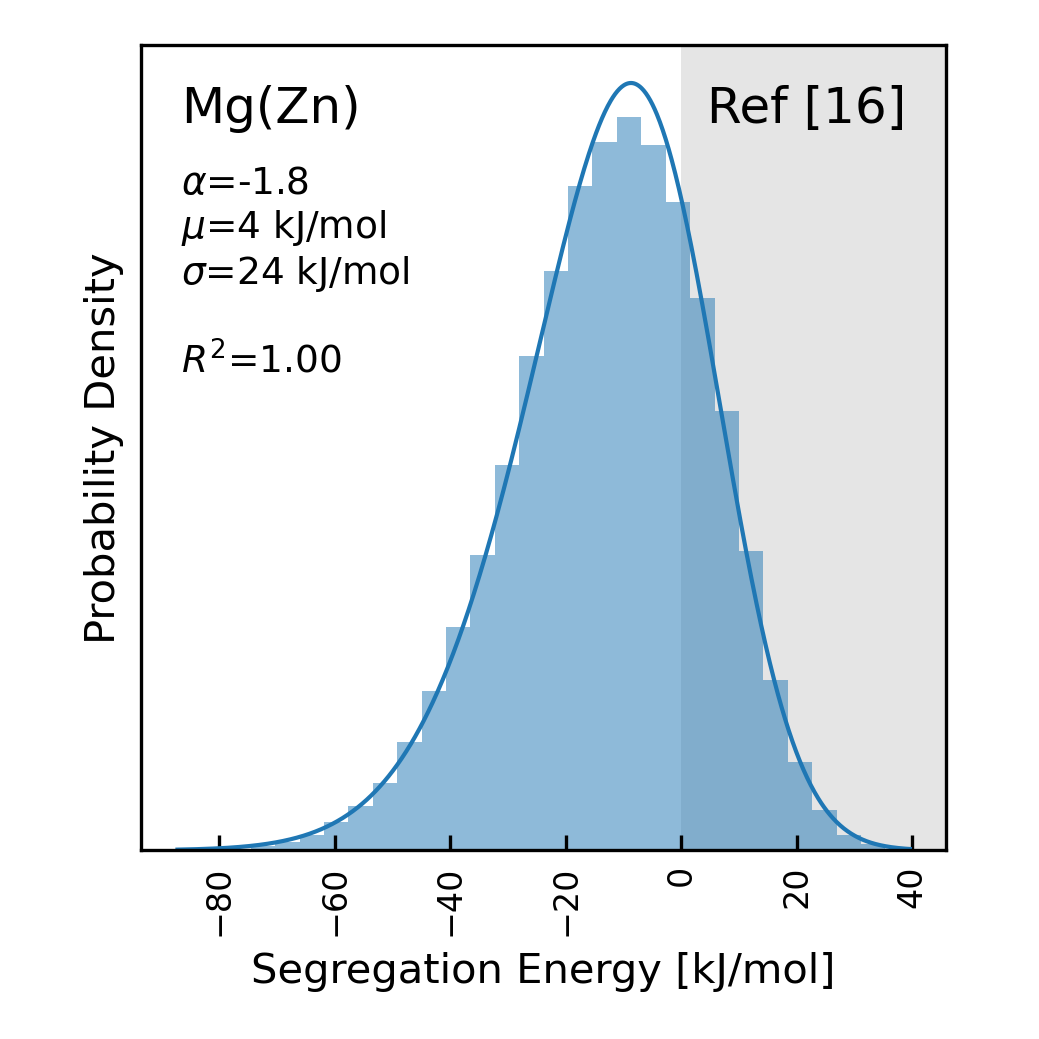 Mg(Zn)
Ref [16]
α=-1.8
μ=4 kJ/mol
σ=24 kJ/mol
R²=1.00
Probability Density
−80
−60
−40
−20
0
20
40
Segregation Energy [kJ/mol]